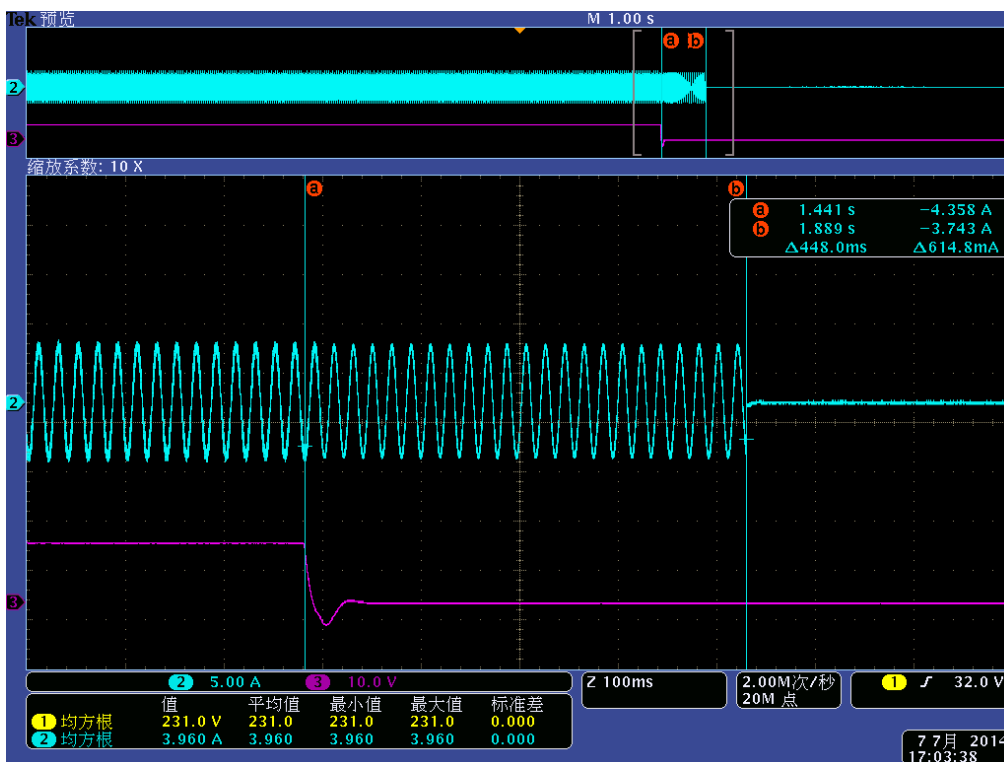 Tek 预览 M 1.00 s
a b
2
3
缩放系数: 10 X
a b
a 1.441 s −4.358 A
b 1.889 s −3.743 A
Δ448.0ms Δ614.8mA
2
3
2 5.00 A 3 10.0 V Z 100ms 2.00M次/秒 1 32.0 V
20M 点
值 平均值 最小值 最大值 标准差
1 均方根 231.0 V 231.0 231.0 231.0 0.000
2 均方根 3.960 A 3.960 3.960 3.960 0.000
7 7月 2014
17:03:38